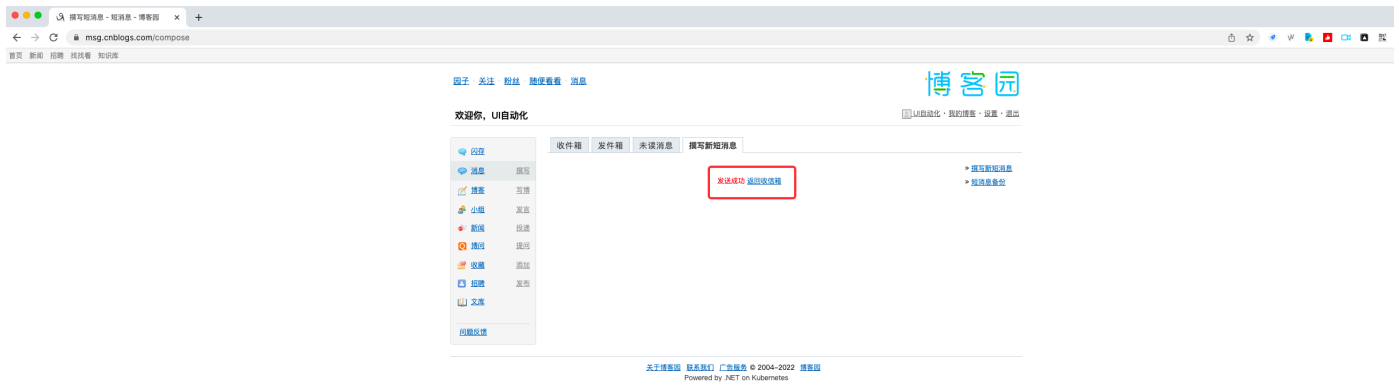 撰写短消息 - 短消息 - 博客园
msg.cnblogs.com/compose
首页 新闻 招聘 找找看 知识库
园子 · 关注 · 粉丝 · 随便看看 · 消息
博客园
欢迎你，UI自动化
UI自动化 · 我的博客 · 设置 · 退出
收件箱 发件箱 未读消息 撰写新短消息
闪存
消息 撰写
博客 写博
小组 发言
新闻 投递
博问 提问
收藏 添加
招聘 发布
文库
问题反馈
发送成功 返回收信箱
» 撰写新短消息
» 短消息备份
关于博客园 联系我们 广告服务 © 2004-2022 博客园
Powered by .NET on Kubernetes